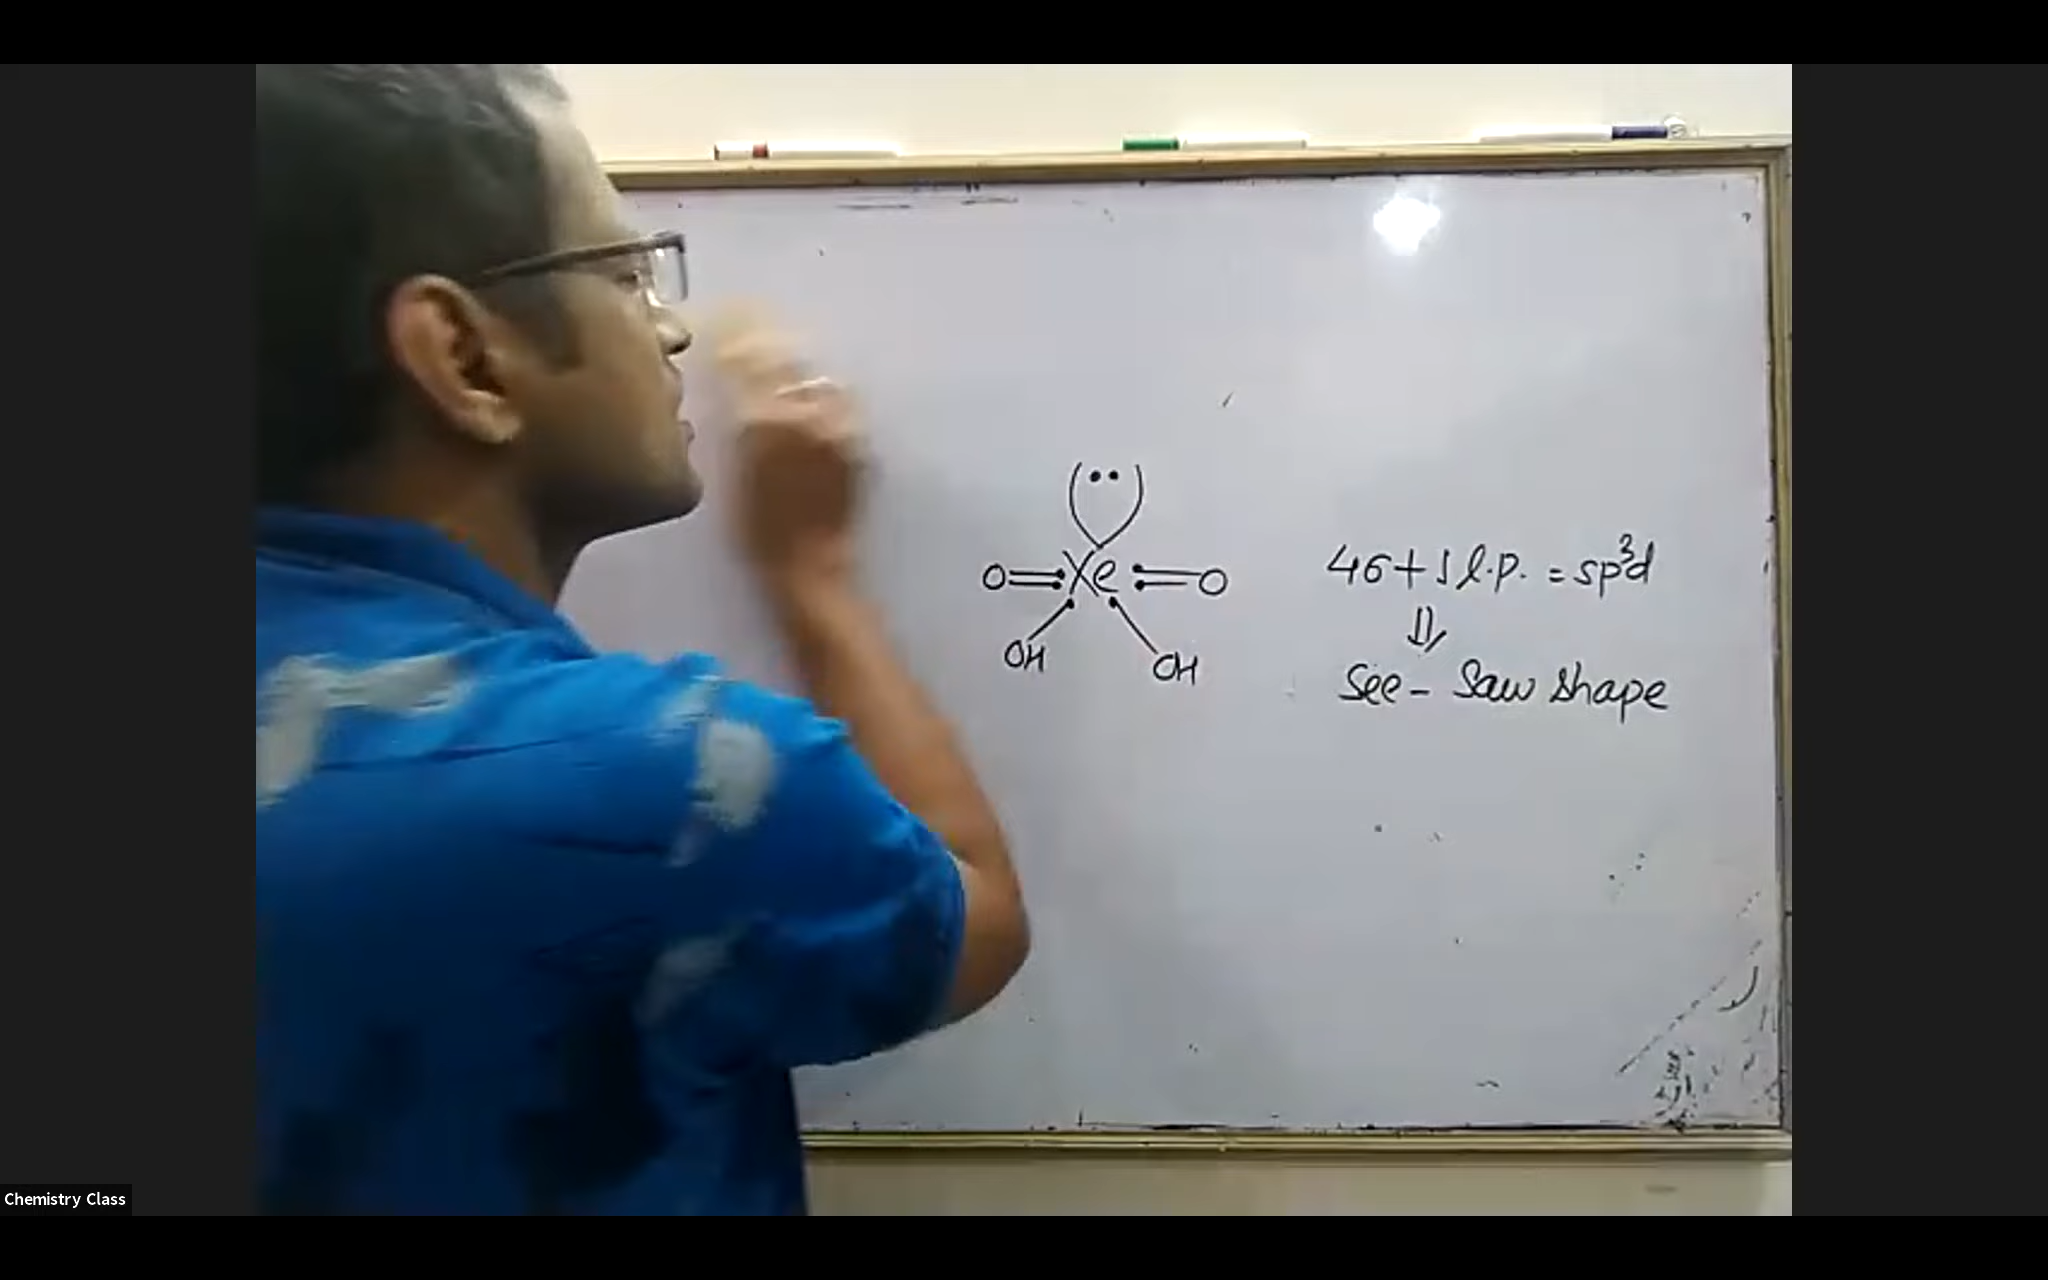 O=Xe=O
OH OH
4σ+1 l.p. = sp³d
⇓
See - Saw shape
Chemistry Class